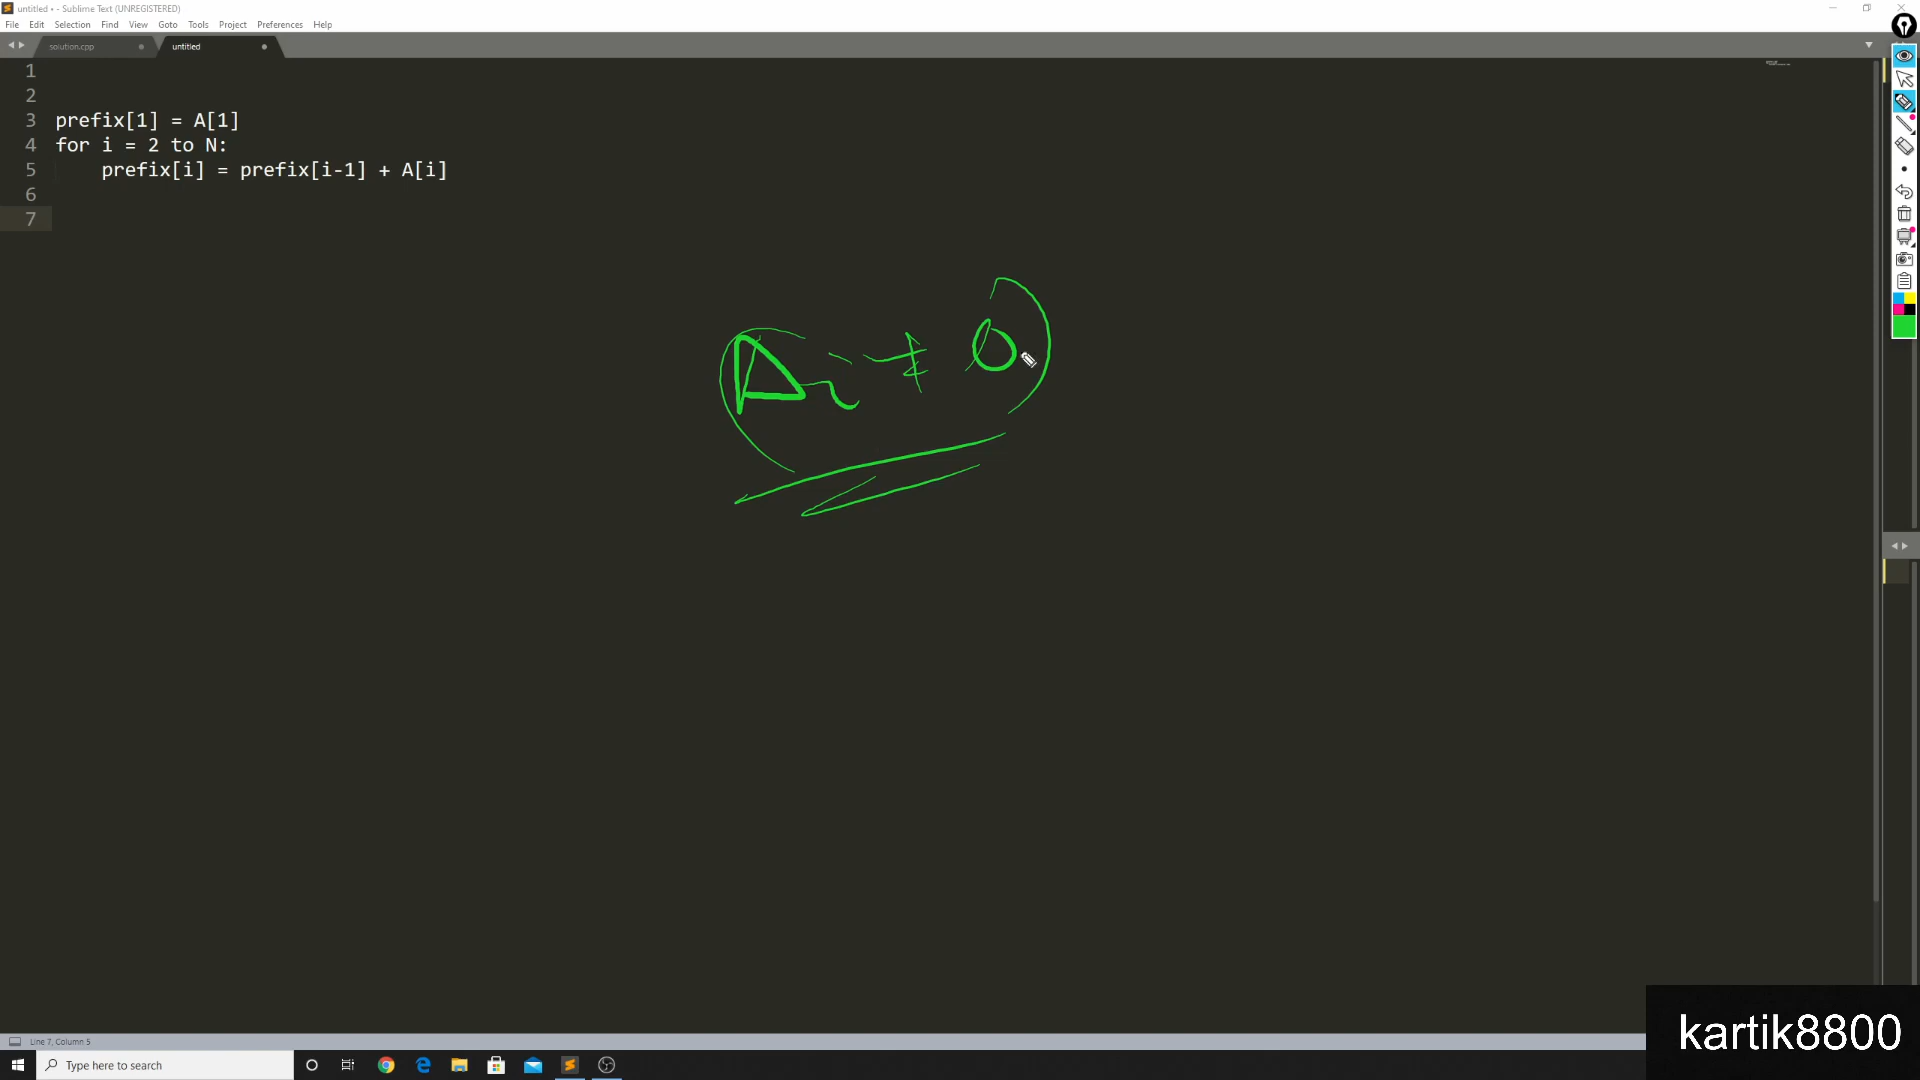 untitled • - Sublime Text (UNREGISTERED)
File Edit Selection Find View Goto Tools Project Preferences Help
solution.cpp
untitled
1
2
3 prefix[1] = A[1]
4 for i = 2 to N:
5 prefix[i] = prefix[i-1] + A[i]
6
7
Ai ≠ 0
Line 7, Column 5
kartik8800
Type here to search